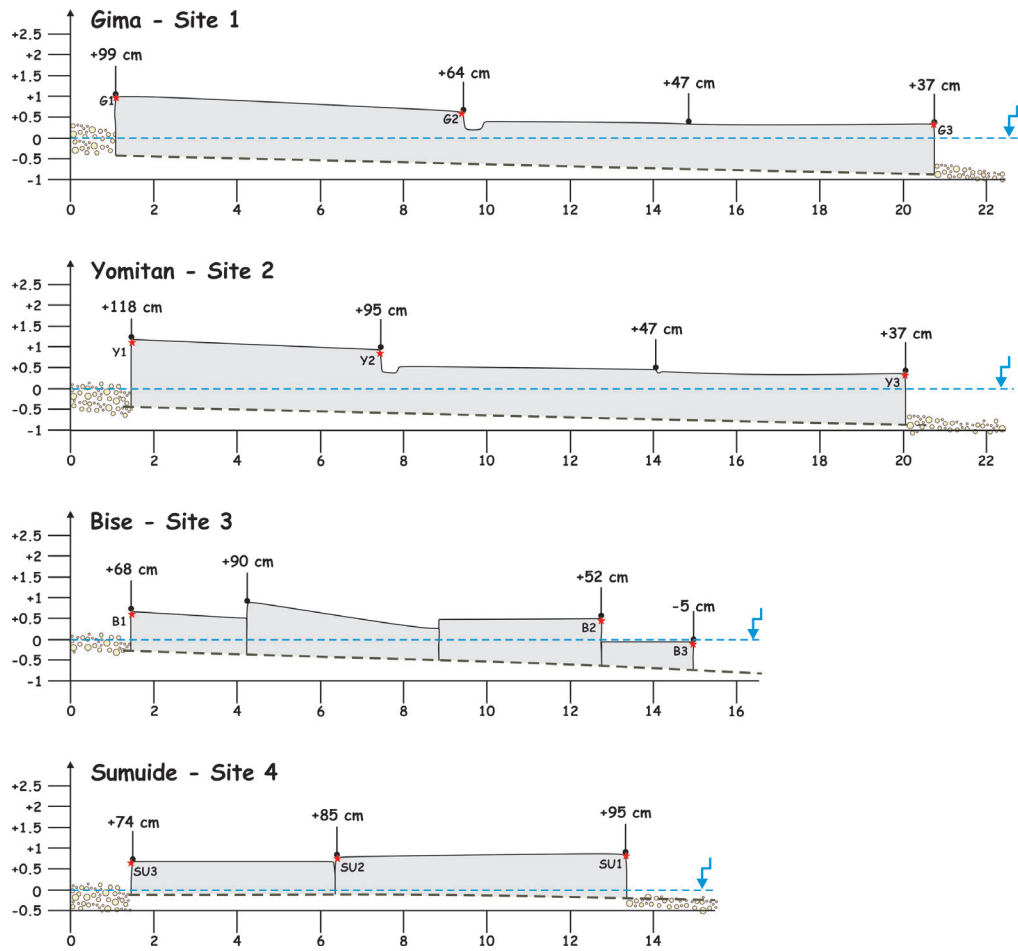 Gima - Site 1
+2.5
+2
+1.5
+1
+0.5
0
-0.5
-1
+99 cm
+64 cm
+47 cm
+37 cm
G1
G2
G3
0 2 4 6 8 10 12 14 16 18 20 22
Yomitan - Site 2
+2.5
+2
+1.5
+1
+0.5
0
-0.5
-1
+118 cm
+95 cm
+47 cm
+37 cm
Y1
Y2
Y3
0 2 4 6 8 10 12 14 16 18 20 22
Bise - Site 3
+2.5
+2
+1.5
+1
+0.5
0
-0.5
-1
+68 cm
+90 cm
+52 cm
-5 cm
B1
B2
B3
0 2 4 6 8 10 12 14 16
Sumuide - Site 4
+2.5
+2
+1.5
+1
+0.5
0
-0.5
+74 cm
+85 cm
+95 cm
SU3
SU2
SU1
0 2 4 6 8 10 12 14